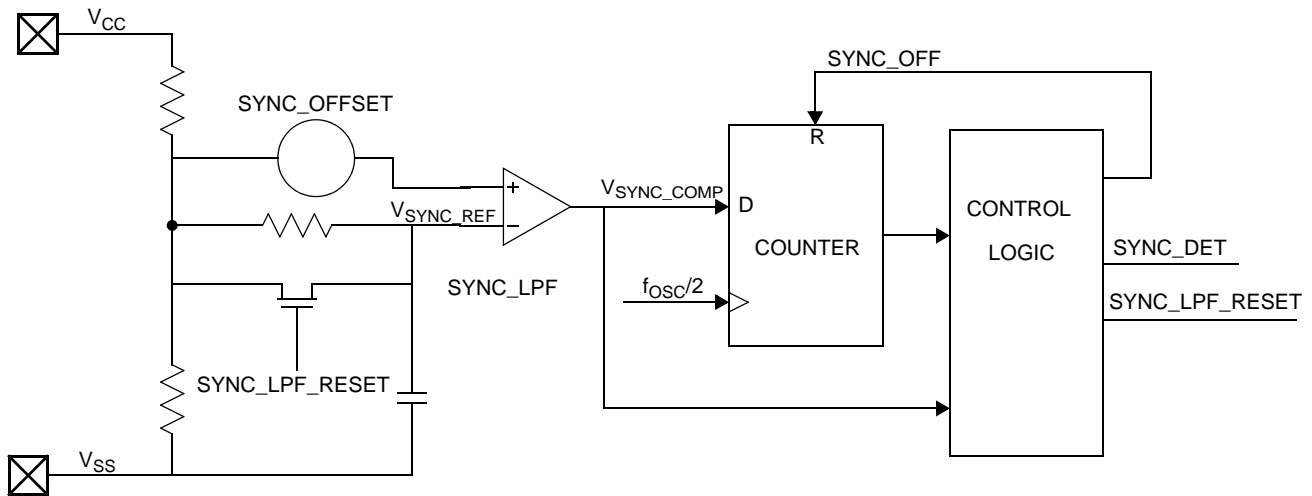 VCC
SYNC_OFF
SYNC_OFFSET
R
+
VSYNC_COMP
D
CONTROL
LOGIC
VSYNC_REF
−
COUNTER
SYNC_DET
SYNC_LPF
fOSC/2
SYNC_LPF_RESET
SYNC_LPF_RESET
VSS